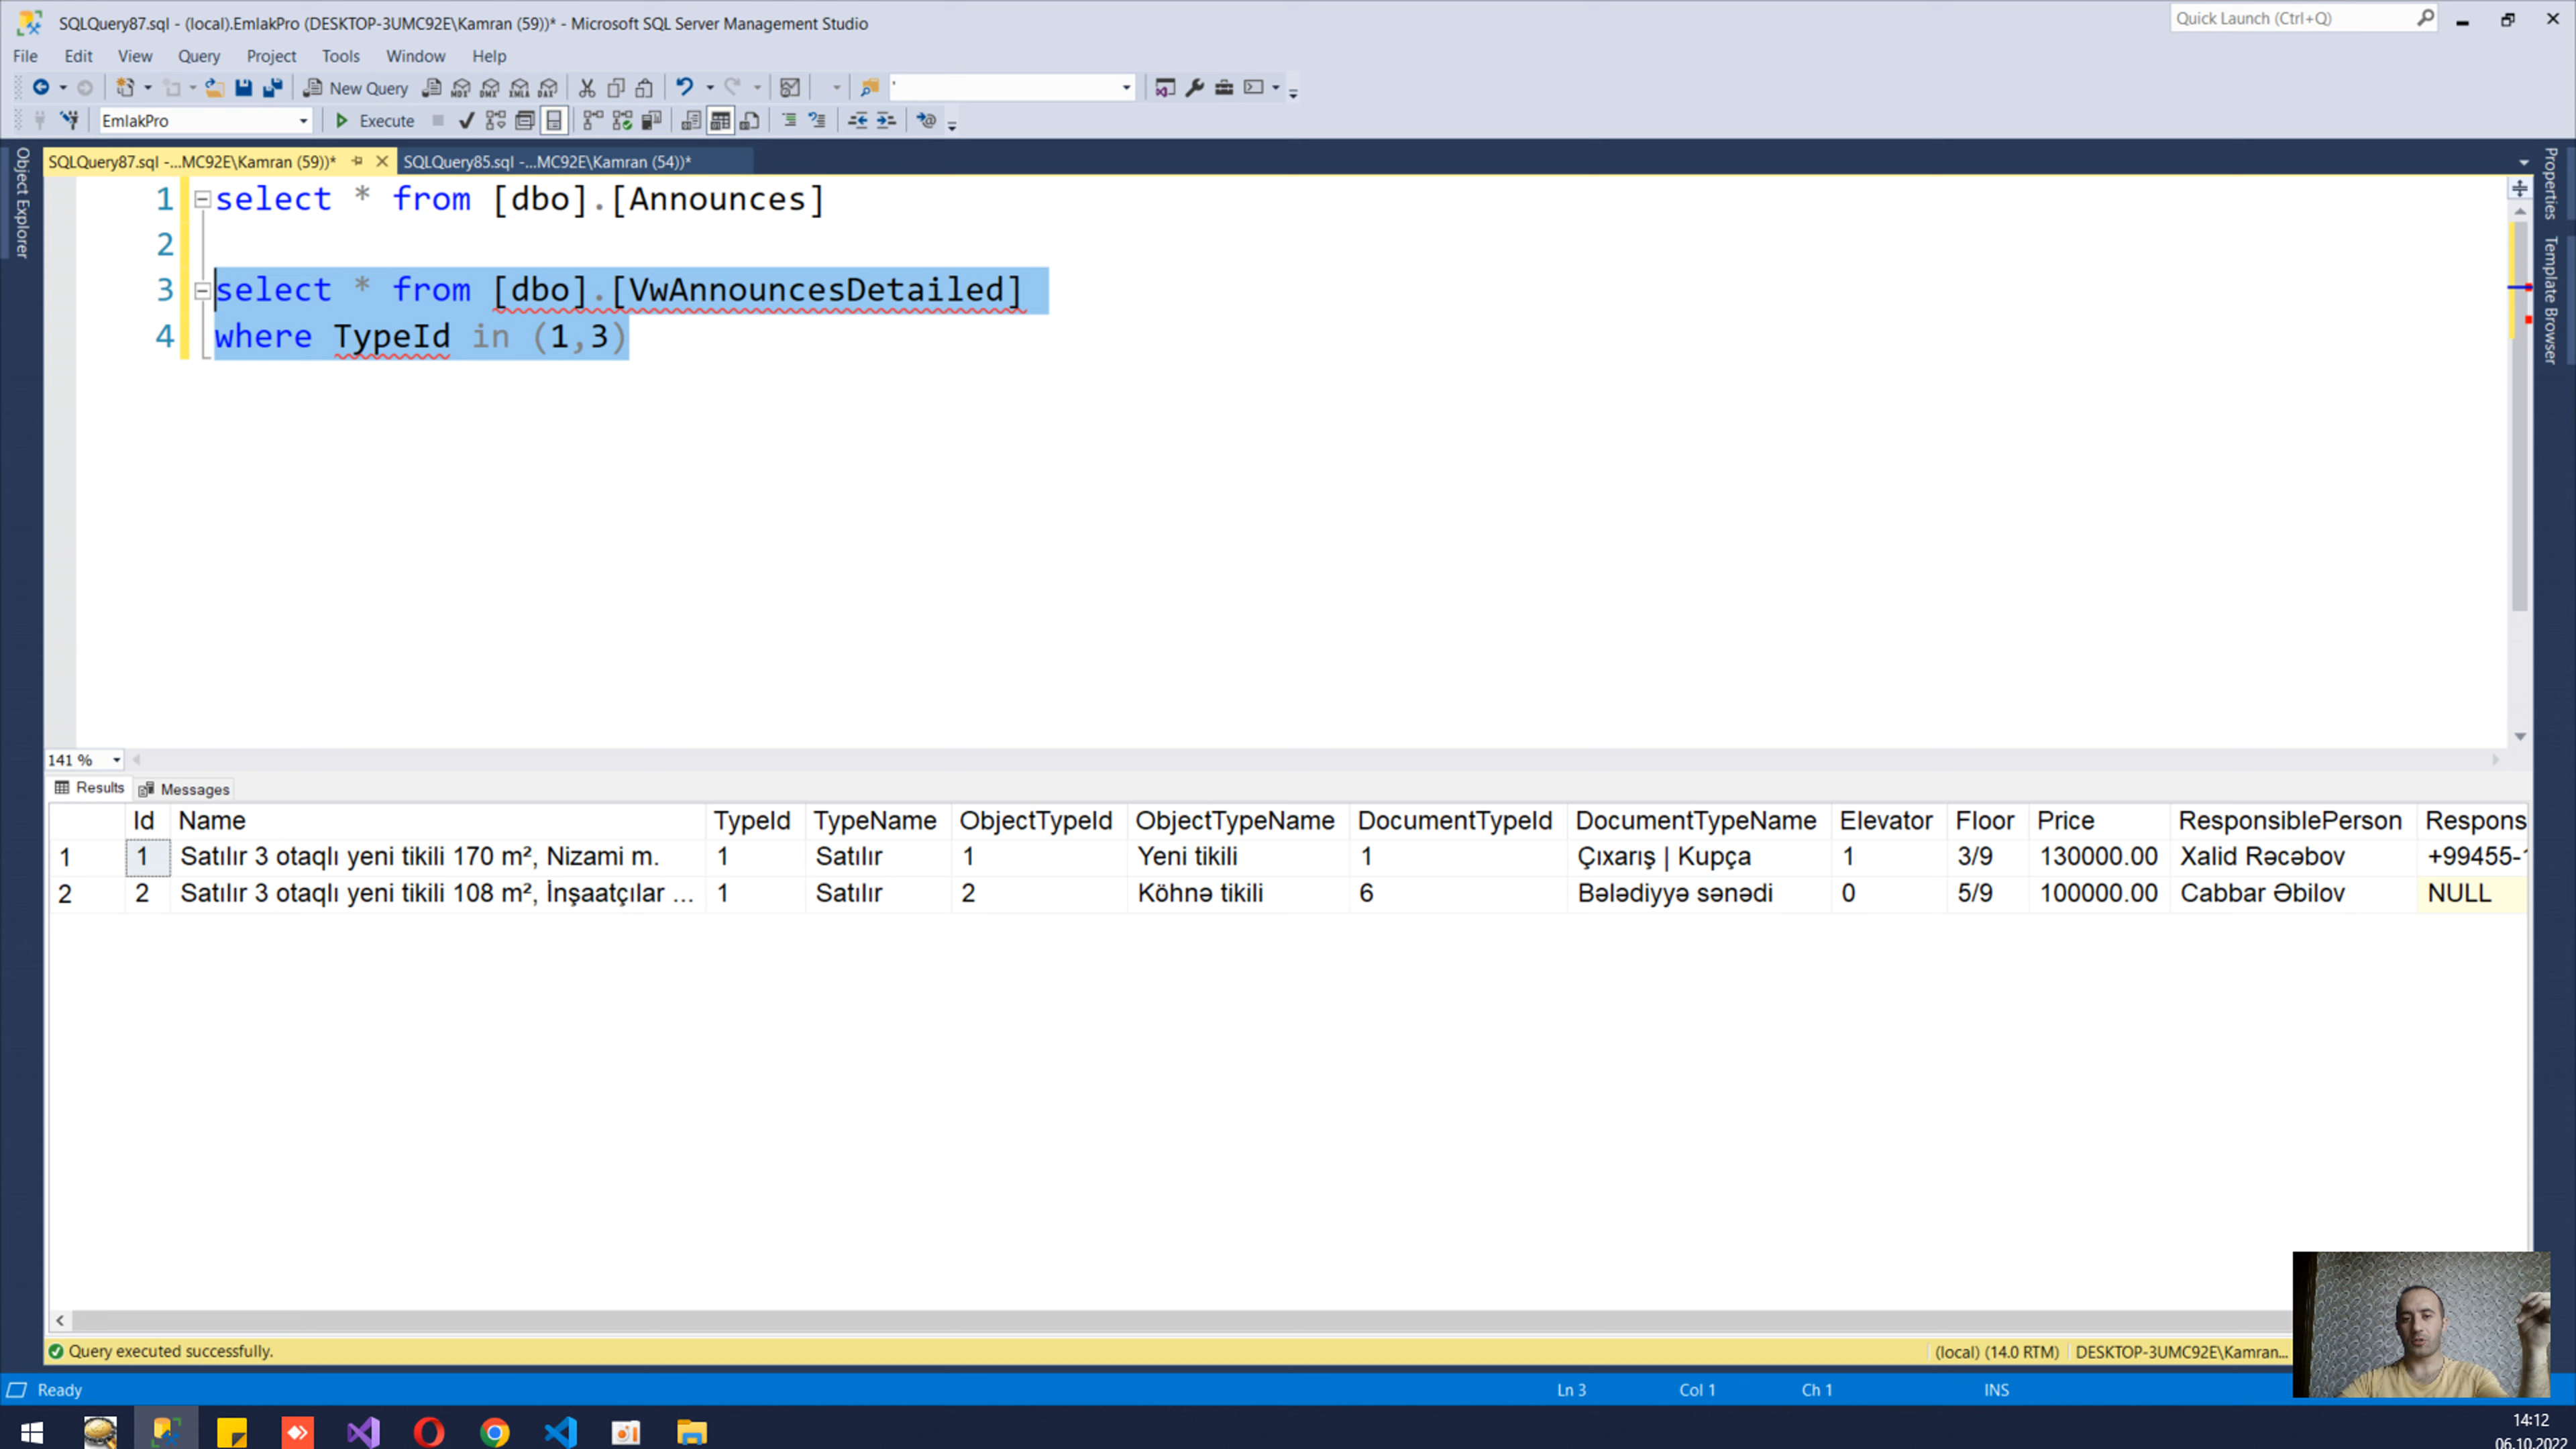 SQLQuery87.sql - (local).EmlakPro (DESKTOP-3UMC92E\Kamran (59))* - Microsoft SQL Server Management Studio
Quick Launch (Ctrl+Q)
File Edit View Query Project Tools Window Help
New Query MDX DMX XMLA DAX
EmlakPro Execute
Object Explorer
SQLQuery87.sql -...MC92E\Kamran (59))* SQLQuery85.sql -...MC92E\Kamran (54))*
Properties
Template Browser
1 select * from [dbo].[Announces]
2
3 select * from [dbo].[VwAnnouncesDetailed]
4 where TypeId in (1,3)
141 %
Results Messages
Id Name TypeId TypeName ObjectTypeId ObjectTypeName DocumentTypeId DocumentTypeName Elevator Floor Price ResponsiblePerson Respons
1 1 Satılır 3 otaqlı yeni tikili 170 m², Nizami m. 1 Satılır 1 Yeni tikili 1 Çıxarış | Kupça 1 3/9 130000.00 Xalid Rəcəbov +99455-
2 2 Satılır 3 otaqlı yeni tikili 108 m², İnşaatçılar ... 1 Satılır 2 Köhnə tikili 6 Bələdiyyə sənədi 0 5/9 100000.00 Cabbar Əbilov NULL
Query executed successfully. (local) (14.0 RTM) DESKTOP-3UMC92E\Kamran...
Ready Ln 3 Col 1 Ch 1 INS
14:12
06.10.2022